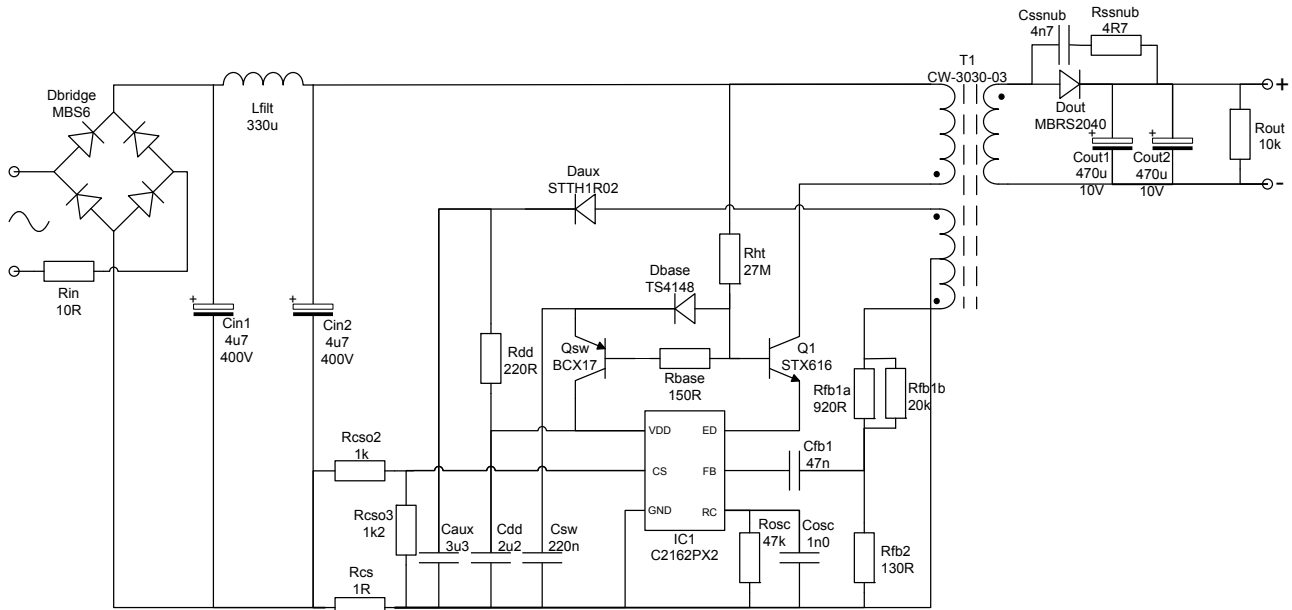 Cssnub
4n7
Rssnub
4R7
T1
CW-3030-03
Dbridge
MBS6
Lfilt
330u
Dout
MBRS2040
+
Rout
10k
+
Cout1
470u
10V
+
Cout2
470u
10V
-
Daux
STTH1R02
Rht
27M
Dbase
TS4148
Rin
10R
+
Cin1
4u7
400V
+
Cin2
4u7
400V
Rdd
220R
Qsw
BCX17
Rbase
150R
Q1
STX616
Rfb1a
920R
Rfb1b
20k
VDD
ED
CS
FB
GND
RC
IC1
C2162PX2
Rcso2
1k
Cfb1
47n
Rcso3
1k2
Caux
3u3
Cdd
2u2
Csw
220n
Rosc
47k
Cosc
1n0
Rfb2
130R
Rcs
1R